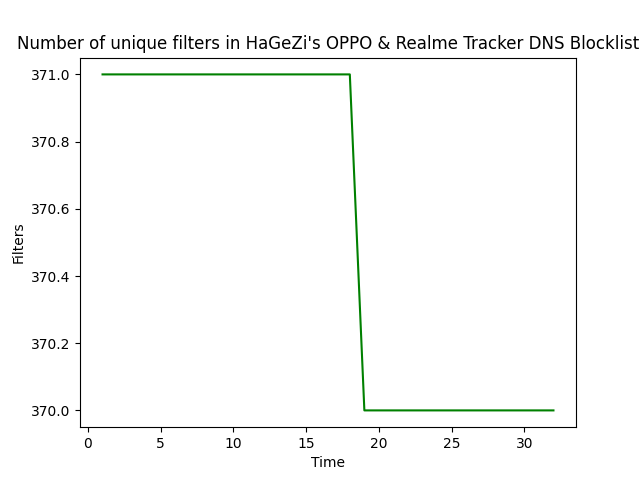 Number of unique filters in HaGeZi's OPPO & Realme Tracker DNS Blocklist
371.0
370.8
370.6
370.4
370.2
370.0
Filters
0 5 10 15 20 25 30
Time